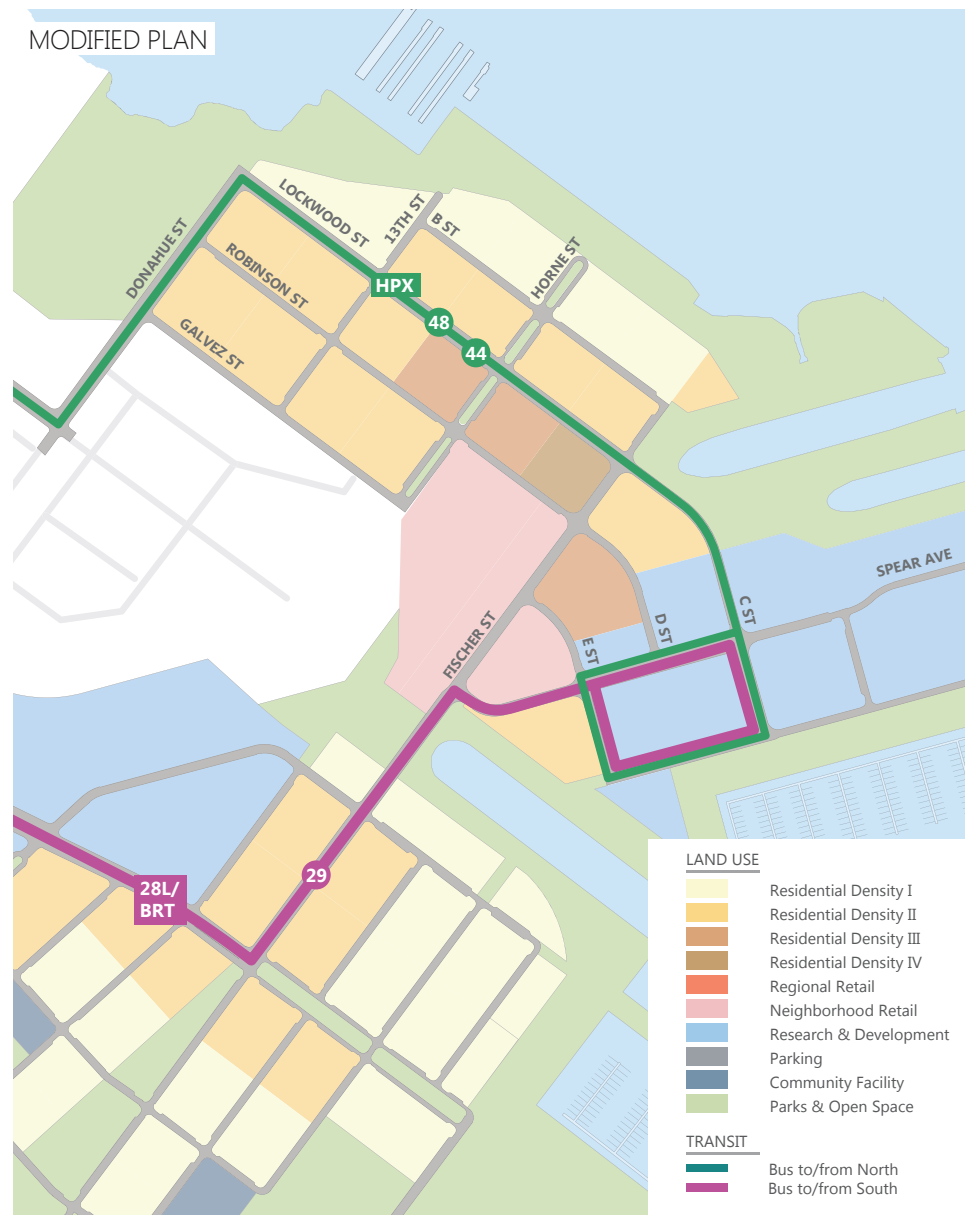 MODIFIED PLAN
LOCKWOOD ST
13TH ST
B ST
HORNE ST
DONAHUE ST
ROBINSON ST
GALVEZ ST
HPX
48
44
SPEAR AVE
C ST
D ST
E ST
FISCHER ST
29
28L/
BRT
LAND USE
Residential Density I
Residential Density II
Residential Density III
Residential Density IV
Regional Retail
Neighborhood Retail
Research & Development
Parking
Community Facility
Parks & Open Space
TRANSIT
Bus to/from North
Bus to/from South